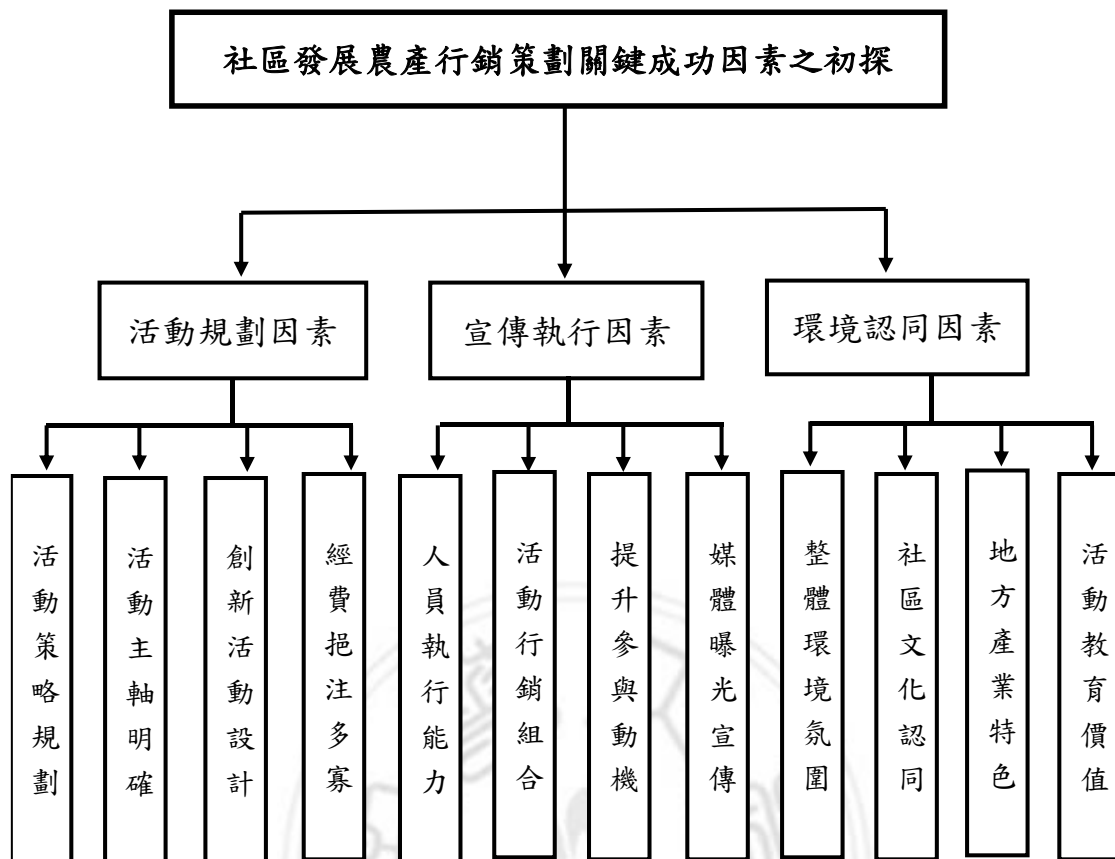 社區發展農產行銷策劃關鍵成功因素之初探
活動規劃因素
宣傳執行因素
環境認同因素
活動策略規劃
活動主軸明確
創新活動設計
經費挹注多寡
人員執行能力
活動行銷組合
提升參與動機
媒體曝光宣傳
整體環境氛圍
社區文化認同
地方產業特色
活動教育價值